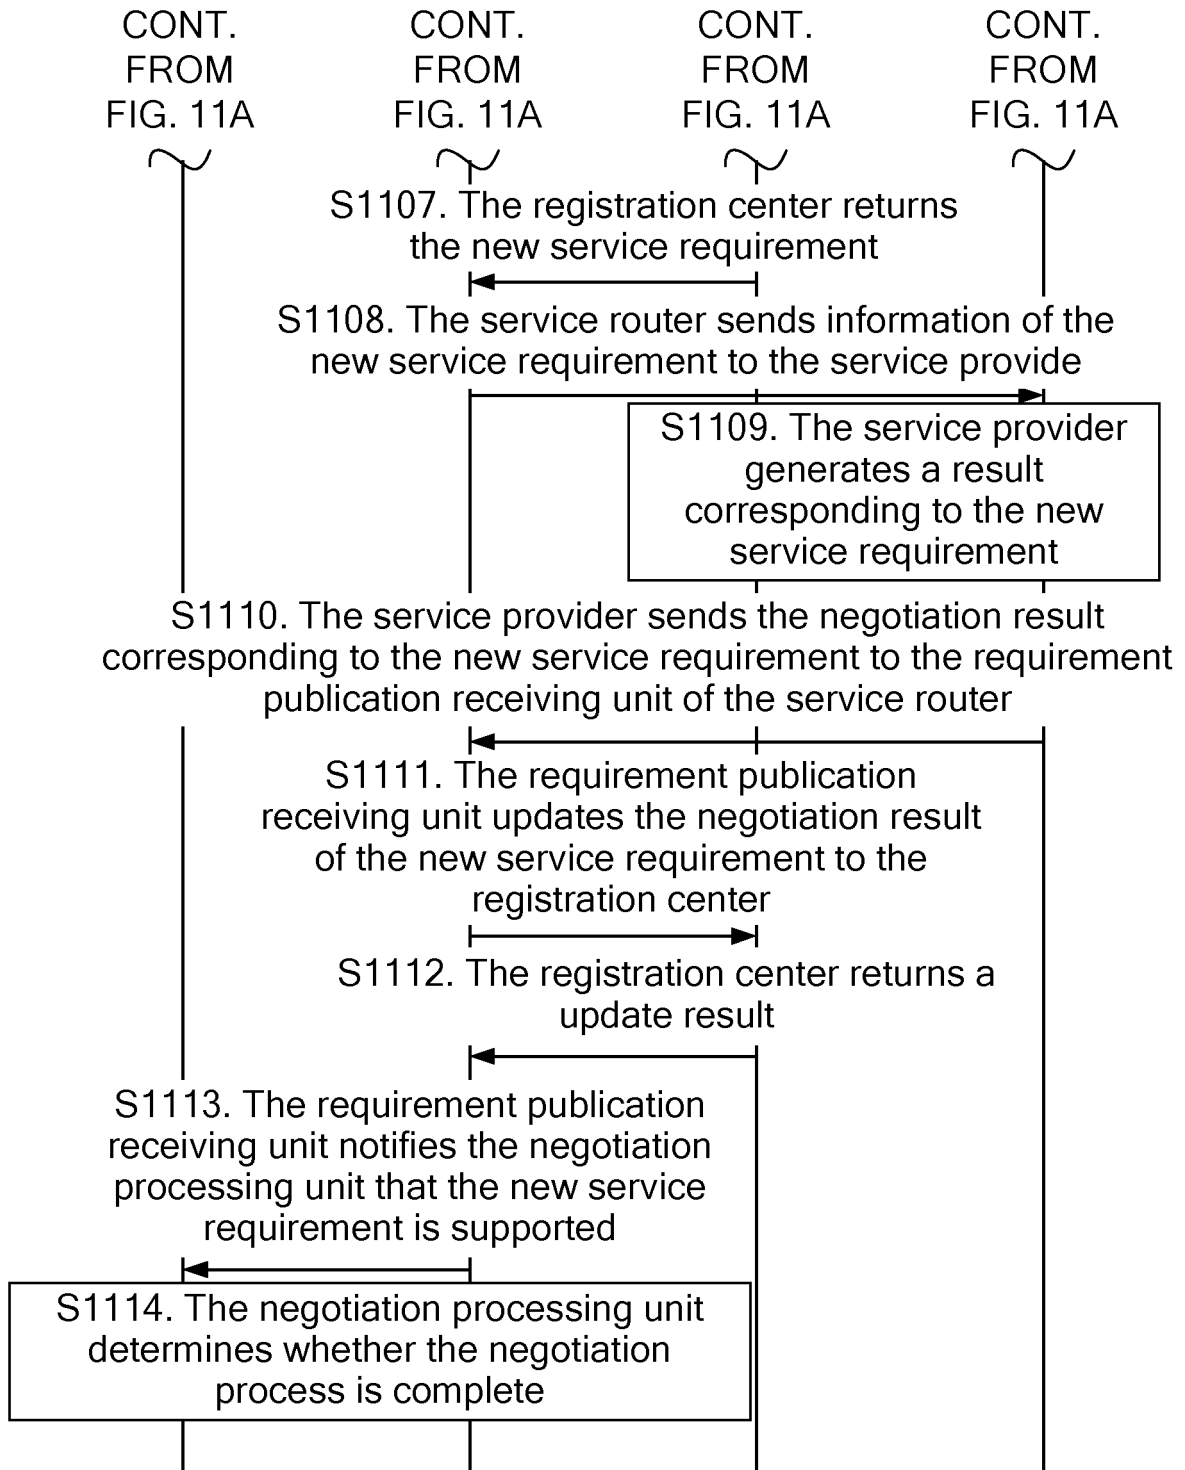 CONT. FROM FIG. 11A
CONT. FROM FIG. 11A
CONT. FROM FIG. 11A
CONT. FROM FIG. 11A
S1107. The registration center returns
the new service requirement
S1108. The service router sends information of the
new service requirement to the service provide
S1109. The service provider
generates a result
corresponding to the new
service requirement
S1110. The service provider sends the negotiation result
corresponding to the new service requirement to the requirement
publication receiving unit of the service router
S1111. The requirement publication
receiving unit updates the negotiation result
of the new service requirement to the
registration center
S1112. The registration center returns a
update result
S1113. The requirement publication
receiving unit notifies the negotiation
processing unit that the new service
requirement is supported
S1114. The negotiation processing unit
determines whether the negotiation
process is complete